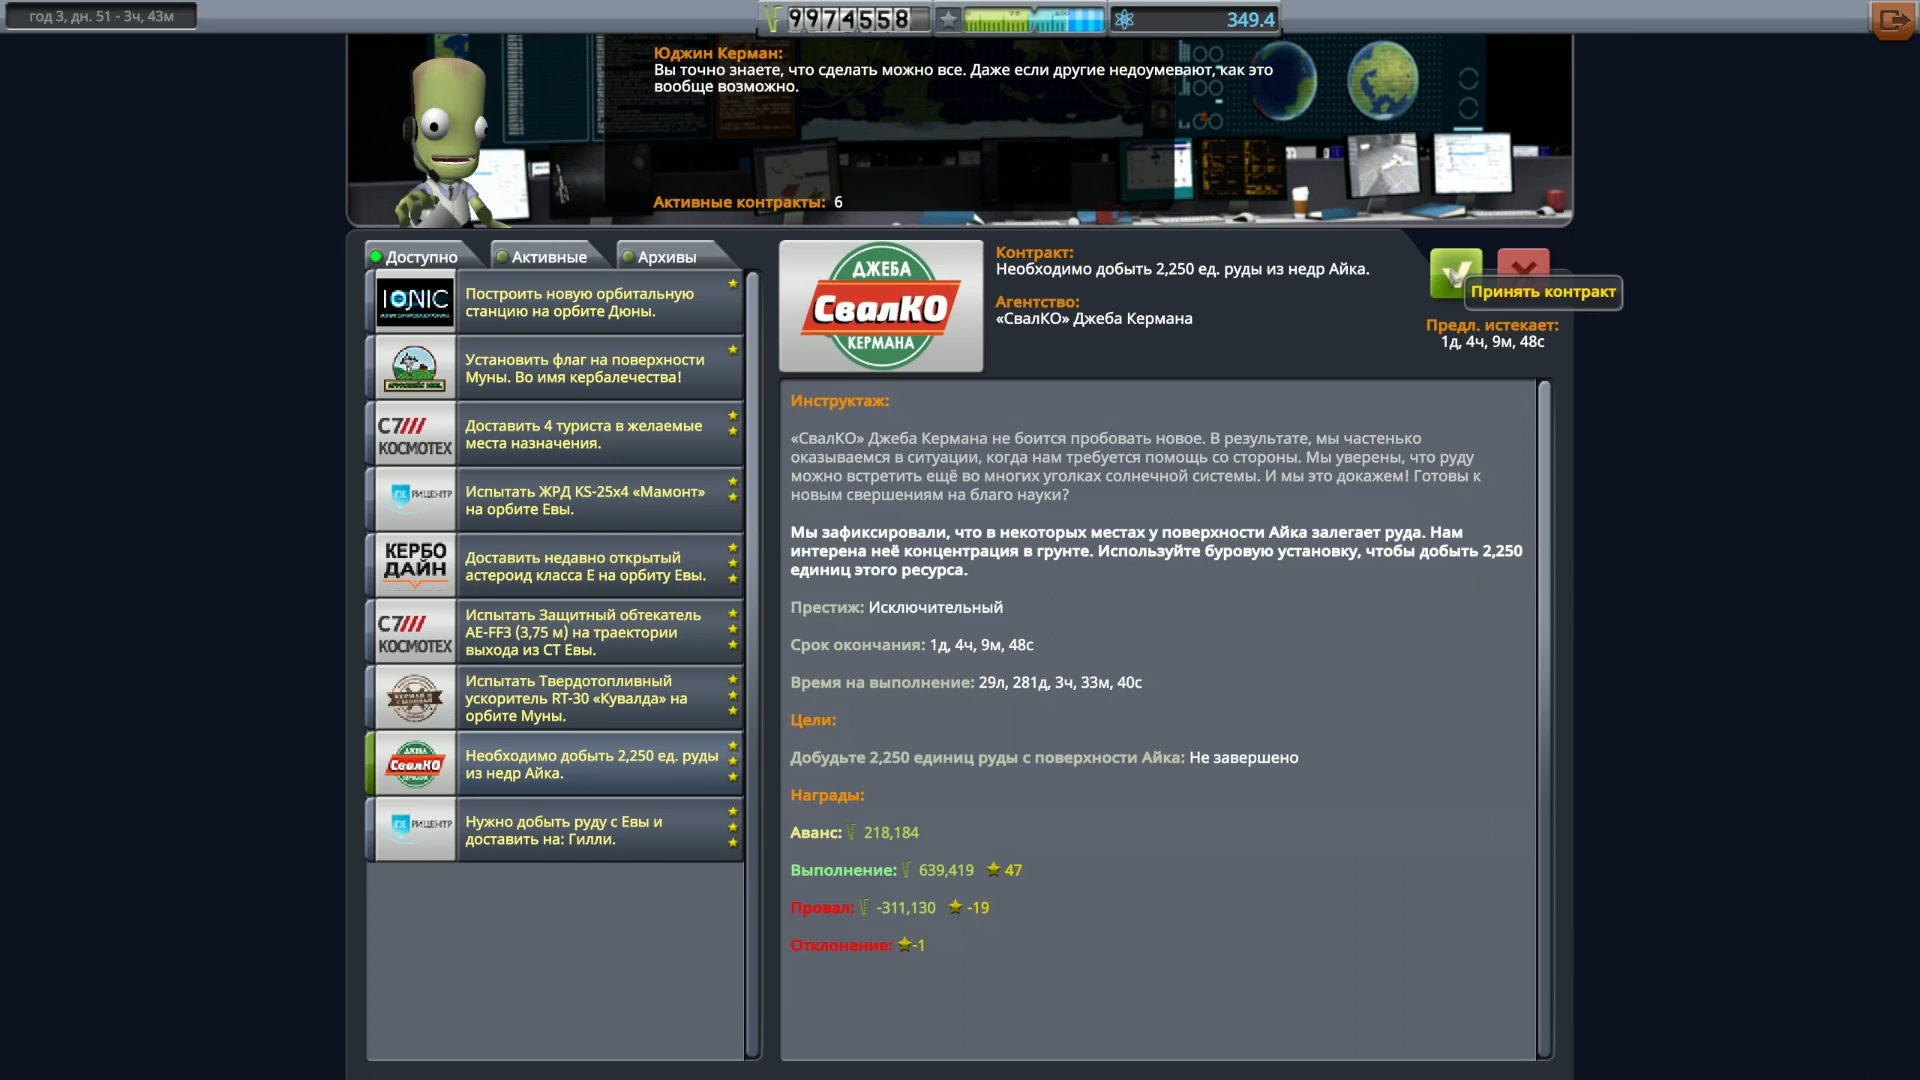 год 3, дн. 51 - 3ч, 43м
9974558
349.4
Юджин Керман:
Вы точно знаете, что сделать можно все. Даже если другие недоумевают, как это
вообще возможно.
Активные контракты: 6
Доступно
Активные
Архивы
IONIC
Построить новую орбитальную
станцию на орбите Дюны.
Установить флаг на поверхности
Муны. Во имя кербалечества!
С7///
КОСМОТЕХ
Доставить 4 туриста в желаемые
места назначения.
ПЕРИЦЕНТР
Испытать ЖРД KS-25x4 «Мамонт»
на орбите Евы.
КЕРБО
ДАЙН
Доставить недавно открытый
астероид класса E на орбиту Евы.
С7///
КОСМОТЕХ
Испытать Защитный обтекатель
AE-FF3 (3,75 м) на траектории
выхода из СТ Евы.
Испытать Твердотопливный
ускоритель RT-30 «Кувалда» на
орбите Муны.
ДЖЕБА
СвалКО
КЕРМАНА
Необходимо добыть 2,250 ед. руды
из недр Айка.
ПЕРИЦЕНТР
Нужно добыть руду с Евы и
доставить на: Гилли.
ДЖЕБА
СвалКО
КЕРМАНА
Контракт:
Необходимо добыть 2,250 ед. руды из недр Айка.
Агентство:
«СвалКО» Джеба Кермана
Принять контракт
Предл. истекает:
1д, 4ч, 9м, 48с
Инструктаж:
«СвалКО» Джеба Кермана не боится пробовать новое. В результате, мы частенько
оказываемся в ситуации, когда нам требуется помощь со стороны. Мы уверены, что руду
можно встретить ещё во многих уголках солнечной системы. И мы это докажем! Готовы к
новым свершениям на благо науки?
Мы зафиксировали, что в некоторых местах у поверхности Айка залегает руда. Нам
интерена неё концентрация в грунте. Используйте буровую установку, чтобы добыть 2,250
единиц этого ресурса.
Престиж: Исключительный
Срок окончания: 1д, 4ч, 9м, 48с
Время на выполнение: 29л, 281д, 3ч, 33м, 40с
Цели:
Добудьте 2,250 единиц руды с поверхности Айка: Не завершено
Награды:
Аванс: 218,184
Выполнение: 639,419 47
Провал: -311,130 -19
Отклонение: -1